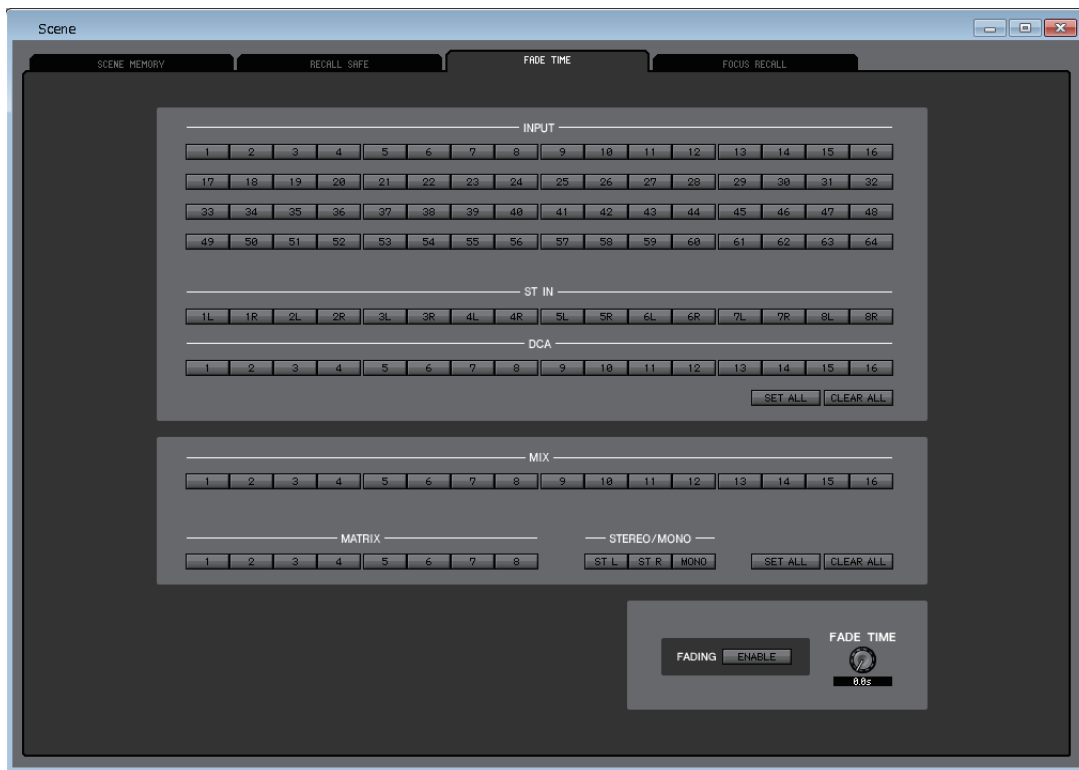 Scene
SCENE MEMORY RECALL SAFE FADE TIME FOCUS RECALL
INPUT
1 2 3 4 5 6 7 8 9 10 11 12 13 14 15 16
17 18 19 20 21 22 23 24 25 26 27 28 29 30 31 32
33 34 35 36 37 38 39 40 41 42 43 44 45 46 47 48
49 50 51 52 53 54 55 56 57 58 59 60 61 62 63 64
ST IN
1L 1R 2L 2R 3L 3R 4L 4R 5L 5R 6L 6R 7L 7R 8L 8R
DCA
1 2 3 4 5 6 7 8 9 10 11 12 13 14 15 16
SET ALL CLEAR ALL
MIX
1 2 3 4 5 6 7 8 9 10 11 12 13 14 15 16
MATRIX STEREO/MONO
1 2 3 4 5 6 7 8 ST L ST R MONO SET ALL CLEAR ALL
FADE TIME
FADING ENABLE
0.0s